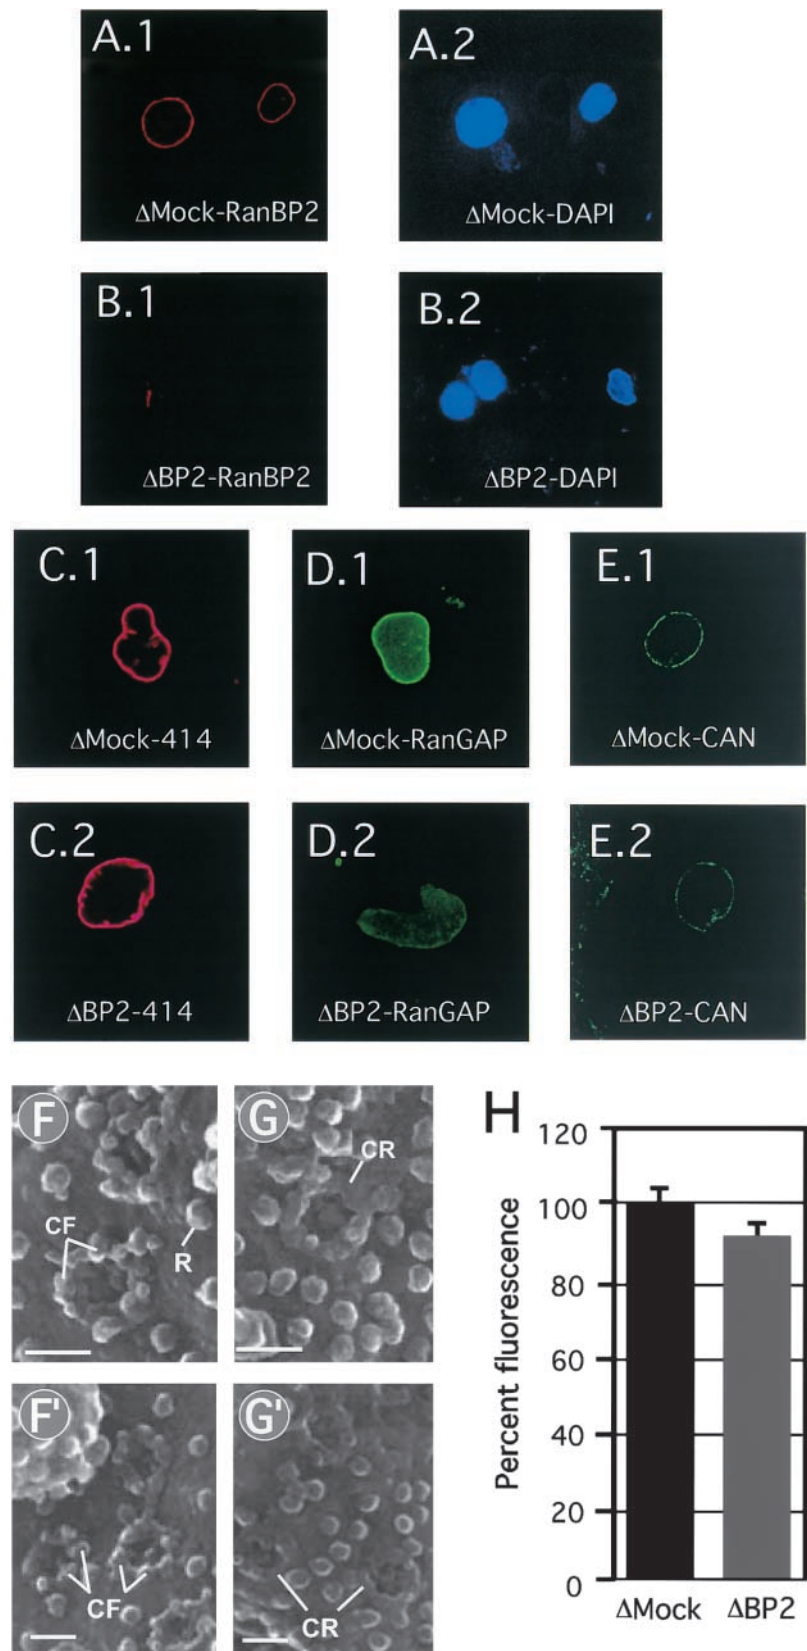 A.1
A.2
ΔMock-RanBP2
ΔMock-DAPI
B.1
B.2
ΔBP2-RanBP2
ΔBP2-DAPI
C.1
D.1
E.1
ΔMock-414
ΔMock-RanGAP
ΔMock-CAN
C.2
D.2
E.2
ΔBP2-414
ΔBP2-RanGAP
ΔBP2-CAN
F
CF
R
G
CR
F'
CF
G'
CR
H
Percent fluorescence
120
100
80
60
40
20
0
ΔMock
ΔBP2